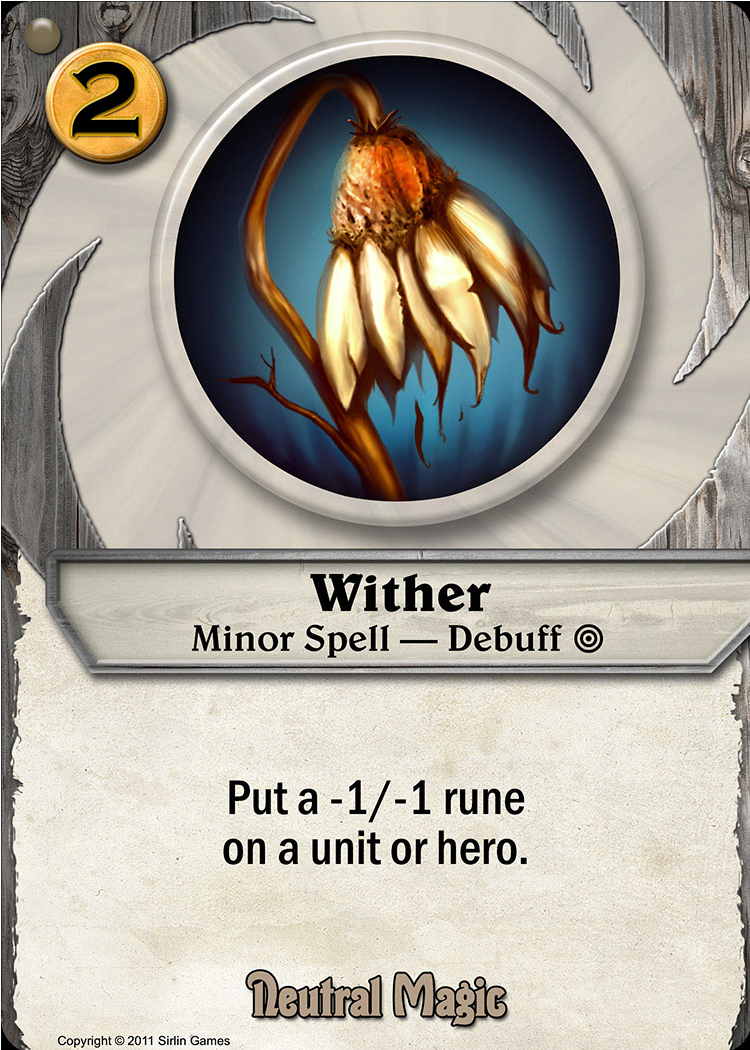 2
Wither
Minor Spell — Debuff
Put a -1/-1 rune
on a unit or hero.
Neutral Magic
Copyright © 2011 Sirlin Games